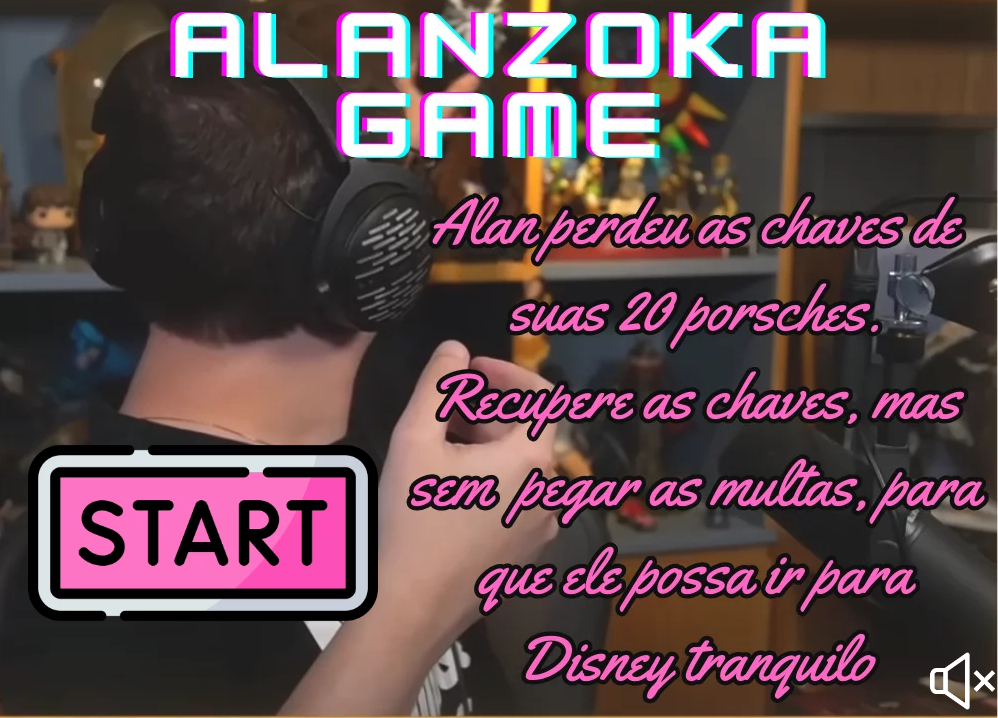 ALANZOKA
GAME
Alan perdeu as chaves de
suas 20 porsches.
Recupere as chaves, mas
sem pegar as multas, para
que ele possa ir para
Disney tranquilo
START